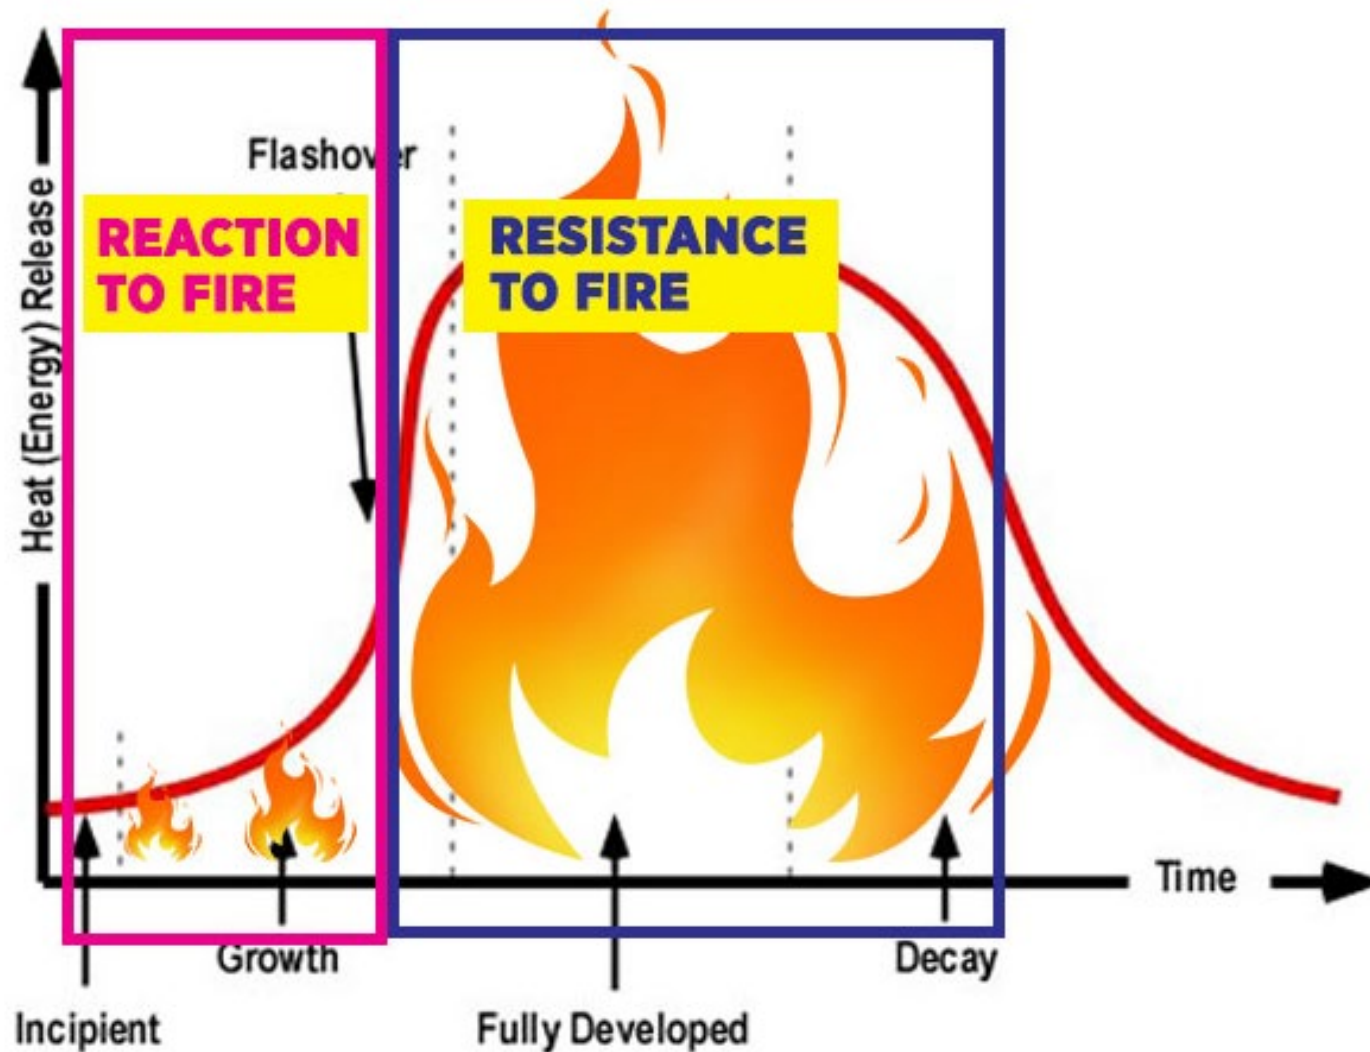 Flashover
REACTION
TO FIRE
RESISTANCE
TO FIRE
Heat (Energy) Release
Time
Growth
Decay
Incipient
Fully Developed